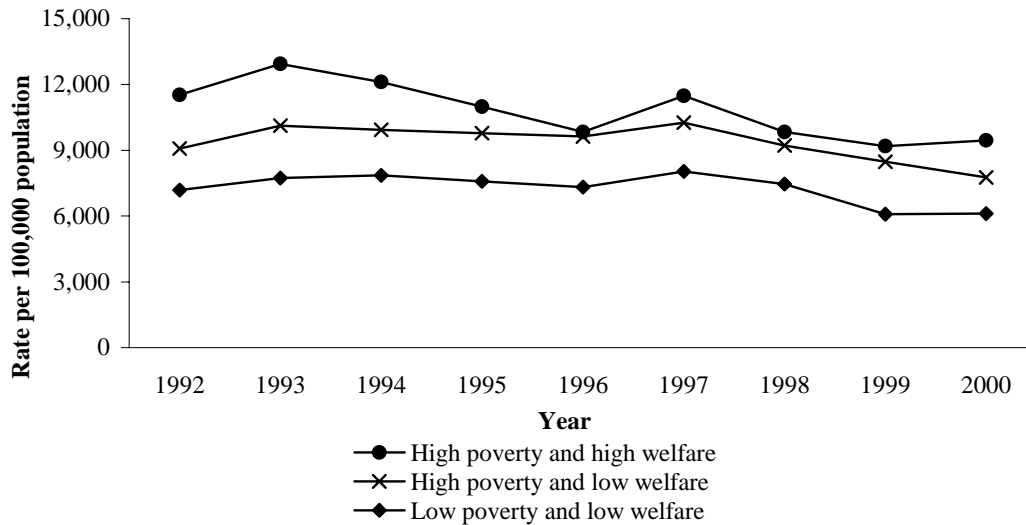 15,000
12,000
9,000
6,000
3,000
0
Rate per 100,000 population
1992 1993 1994 1995 1996 1997 1998 1999 2000
Year
High poverty and high welfare
High poverty and low welfare
Low poverty and low welfare